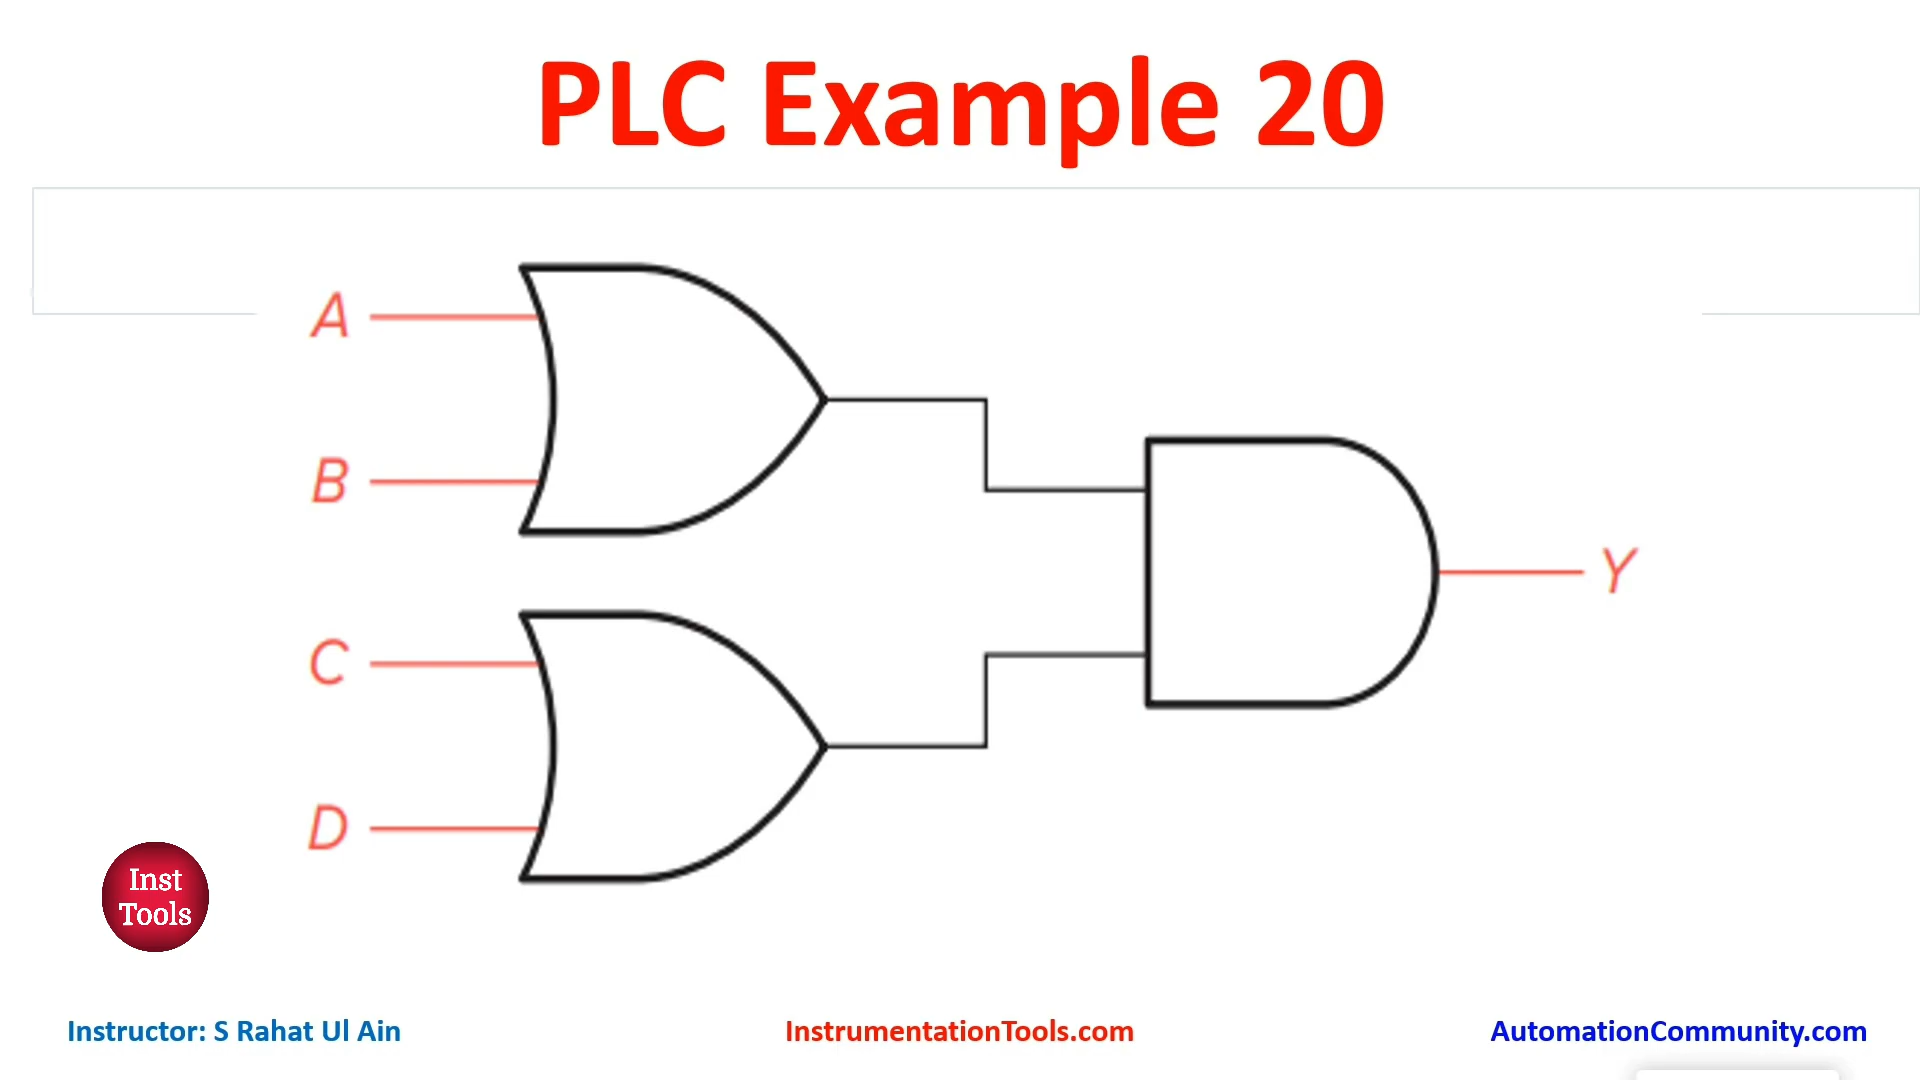 PLC Example 20
A
B
Y
C
D
Inst
Tools
Instructor: S Rahat Ul Ain
InstrumentationTools.com
AutomationCommunity.com